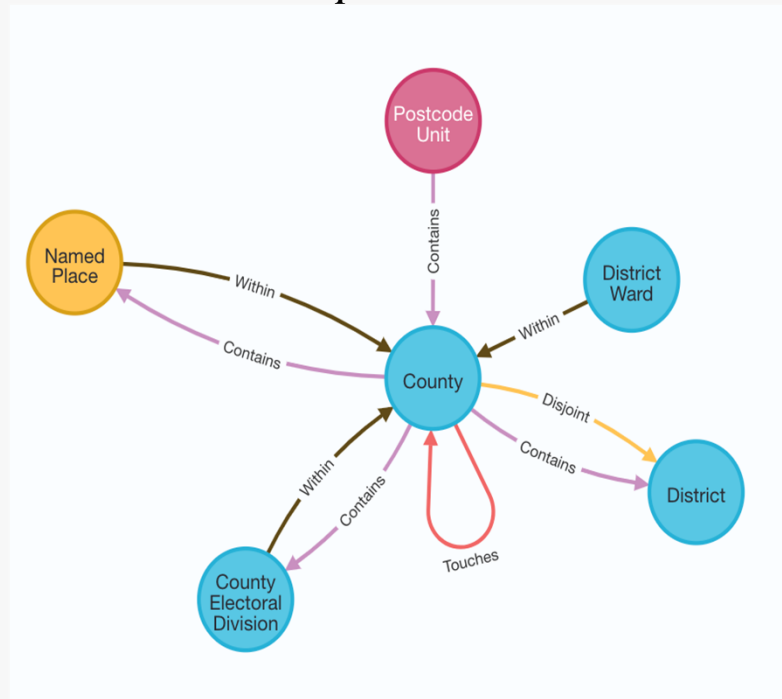 Postcode
Unit
Contains
Named
Place
Within
District
Ward
Within
Contains
County
Disjoint
Contains
District
Within
Contains
Touches
County
Electoral
Division